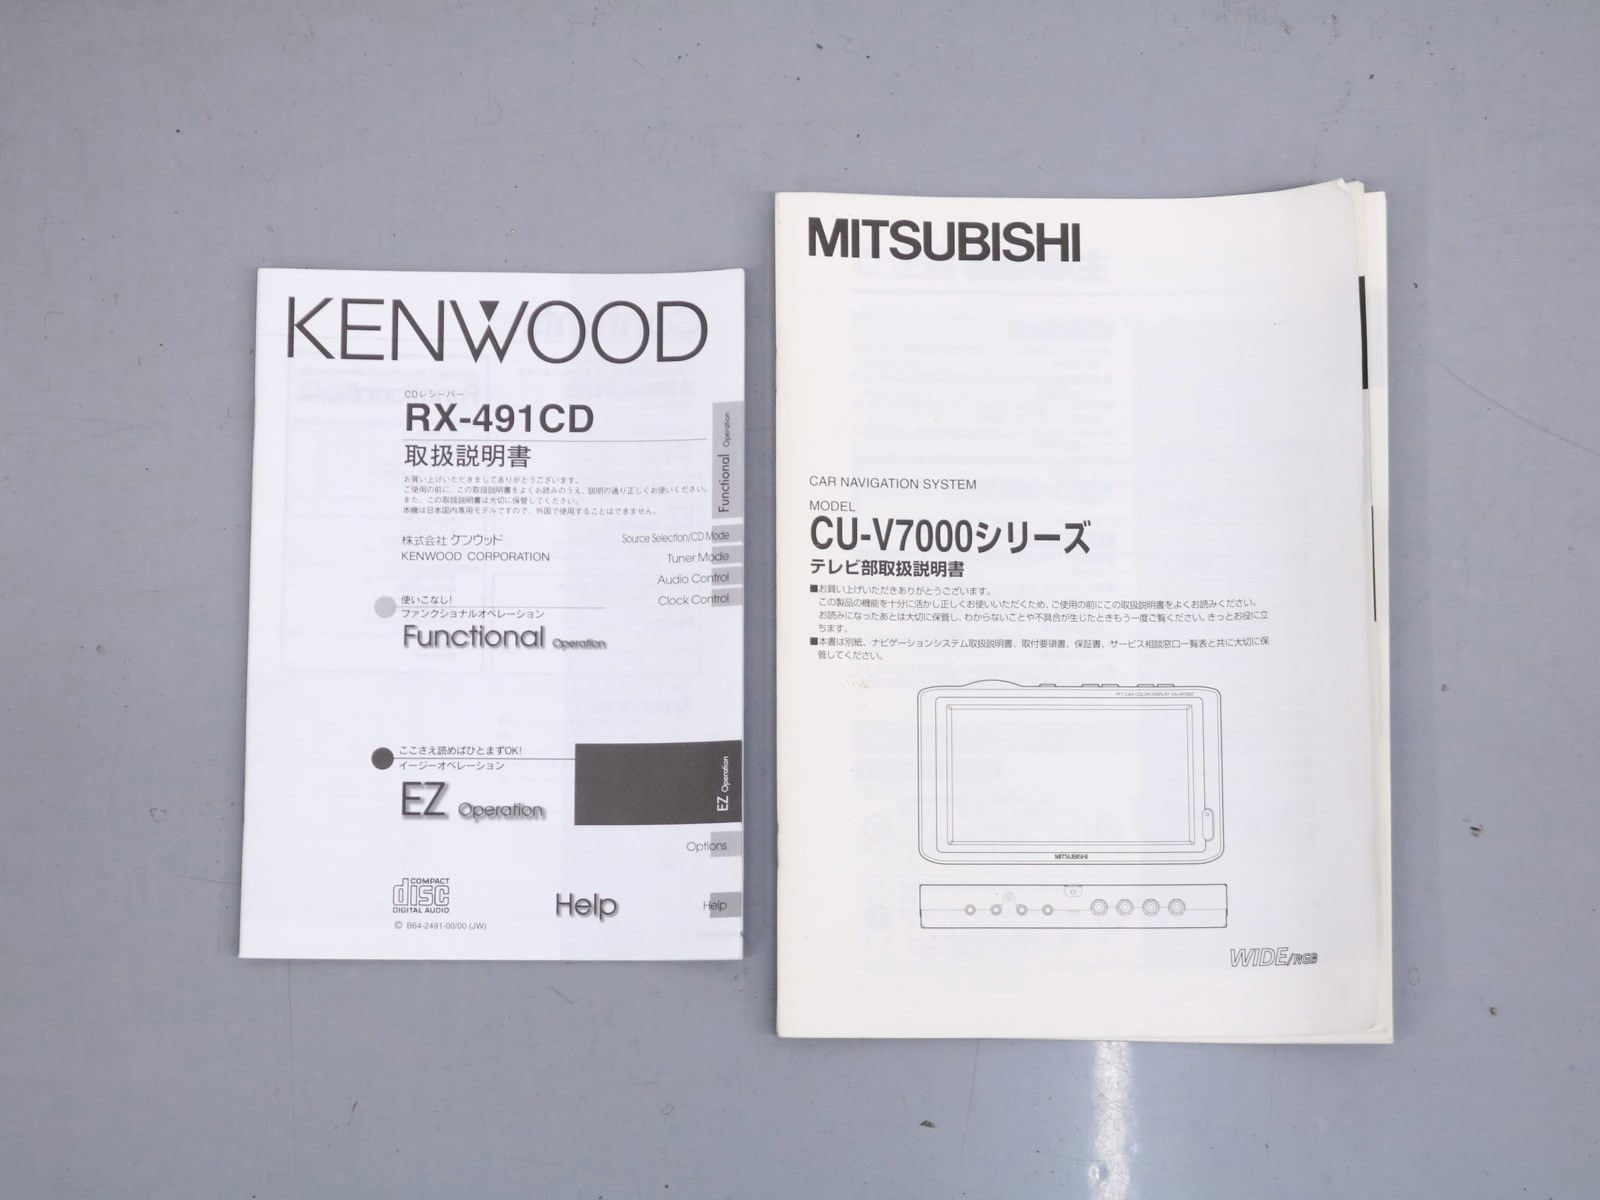 KENWOOD
CDレシーバー
RX-491CD
取扱説明書
お買い上げいただきましてありがとうございます。
ご使用の前に、この取扱説明書をよくお読みのうえ、説明の通り正しくお使いください。
また、この取扱説明書は大切に保管してください。
本機は日本国内専用モデルですので、外国で使用することはできません。
株式会社 ケンウッド
KENWOOD CORPORATION
Functional Operation
Source Selection/CD Mode
Tuner Mode
Audio Control
Clock Control
使いこなし!
ファンクショナルオペレーション
Functional Operation
ここさえ読めばひとまずOK!
イージーオペレーション
EZ Operation
EZ Operation
Options
COMPACT
disc
DIGITAL AUDIO
Help
Help
© B64-2491-00/00 (JW)
MITSUBISHI
CAR NAVIGATION SYSTEM
MODEL
CU-V7000シリーズ
テレビ部取扱説明書
■お買い上げいただきありがとうございます。
この製品の機能を十分に活かし正しくお使いいただくため、ご使用の前にこの取扱説明書をよくお読みください。
お読みになったあとは大切に保管し、わからないことや不具合が生じたときもう一度ご覧ください。きっとお役に立
ちます。
■本書は別紙、ナビゲーションシステム取扱説明書、取付要領書、保証書、サービス相談窓口一覧表と共に大切に保
管してください。
TFT CAR COLOR DISPLAY
MITSUBISHI
WIDE/RGB